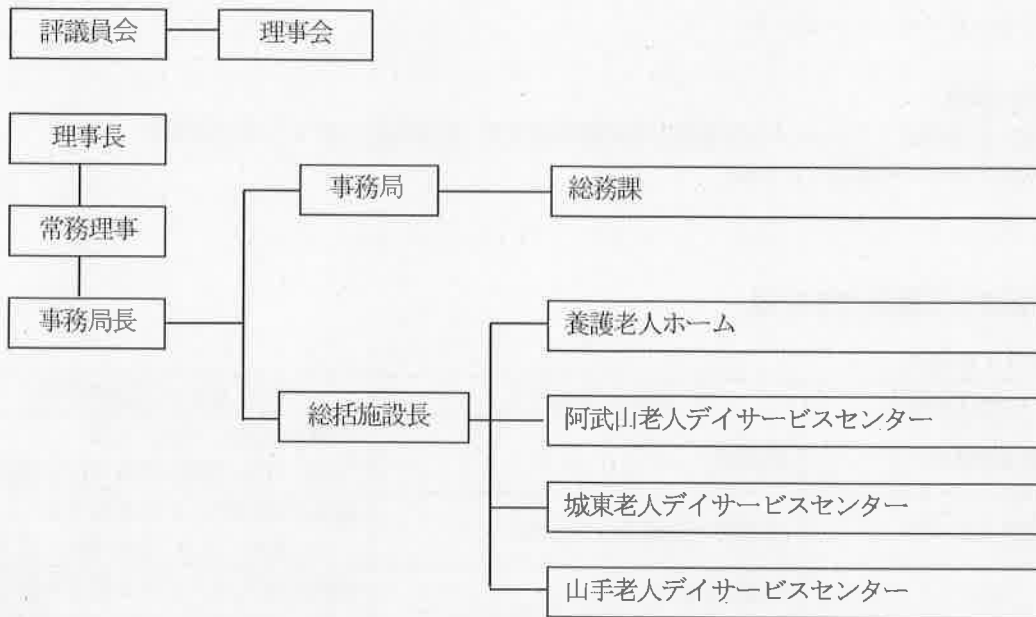 評議員会 理事会
理事長
事務局 総務課
常務理事
事務局長
養護老人ホーム
総括施設長
阿武山老人デイサービスセンター
城東老人デイサービスセンター
山手老人デイサービスセンター